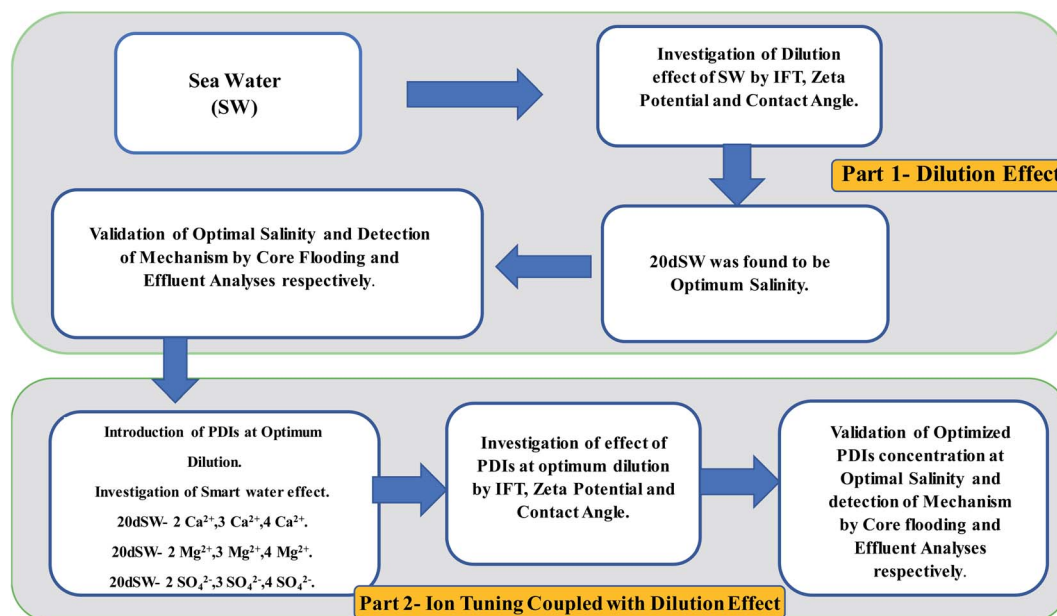 Sea Water
(SW)
Investigation of Dilution
effect of SW by IFT, Zeta
Potential and Contact Angle.
Part 1- Dilution Effect
20dSW was found to be
Optimum Salinity.
Validation of Optimal Salinity and Detection
of Mechanism by Core Flooding and
Effluent Analyses respectively.
Introduction of PDIs at Optimum
Dilution.
Investigation of Smart water effect.
20dSW- 2 Ca²⁺,3 Ca²⁺,4 Ca²⁺.
20dSW- 2 Mg²⁺,3 Mg²⁺,4 Mg²⁺.
20dSW- 2 SO₄²⁻,3 SO₄²⁻,4 SO₄²⁻.
Investigation of effect of
PDIs at optimum dilution
by IFT, Zeta Potential and
Contact Angle.
Validation of Optimized
PDIs concentration at
Optimal Salinity and
detection of Mechanism
by Core flooding and
Effluent Analyses
respectively.
Part 2- Ion Tuning Coupled with Dilution Effect